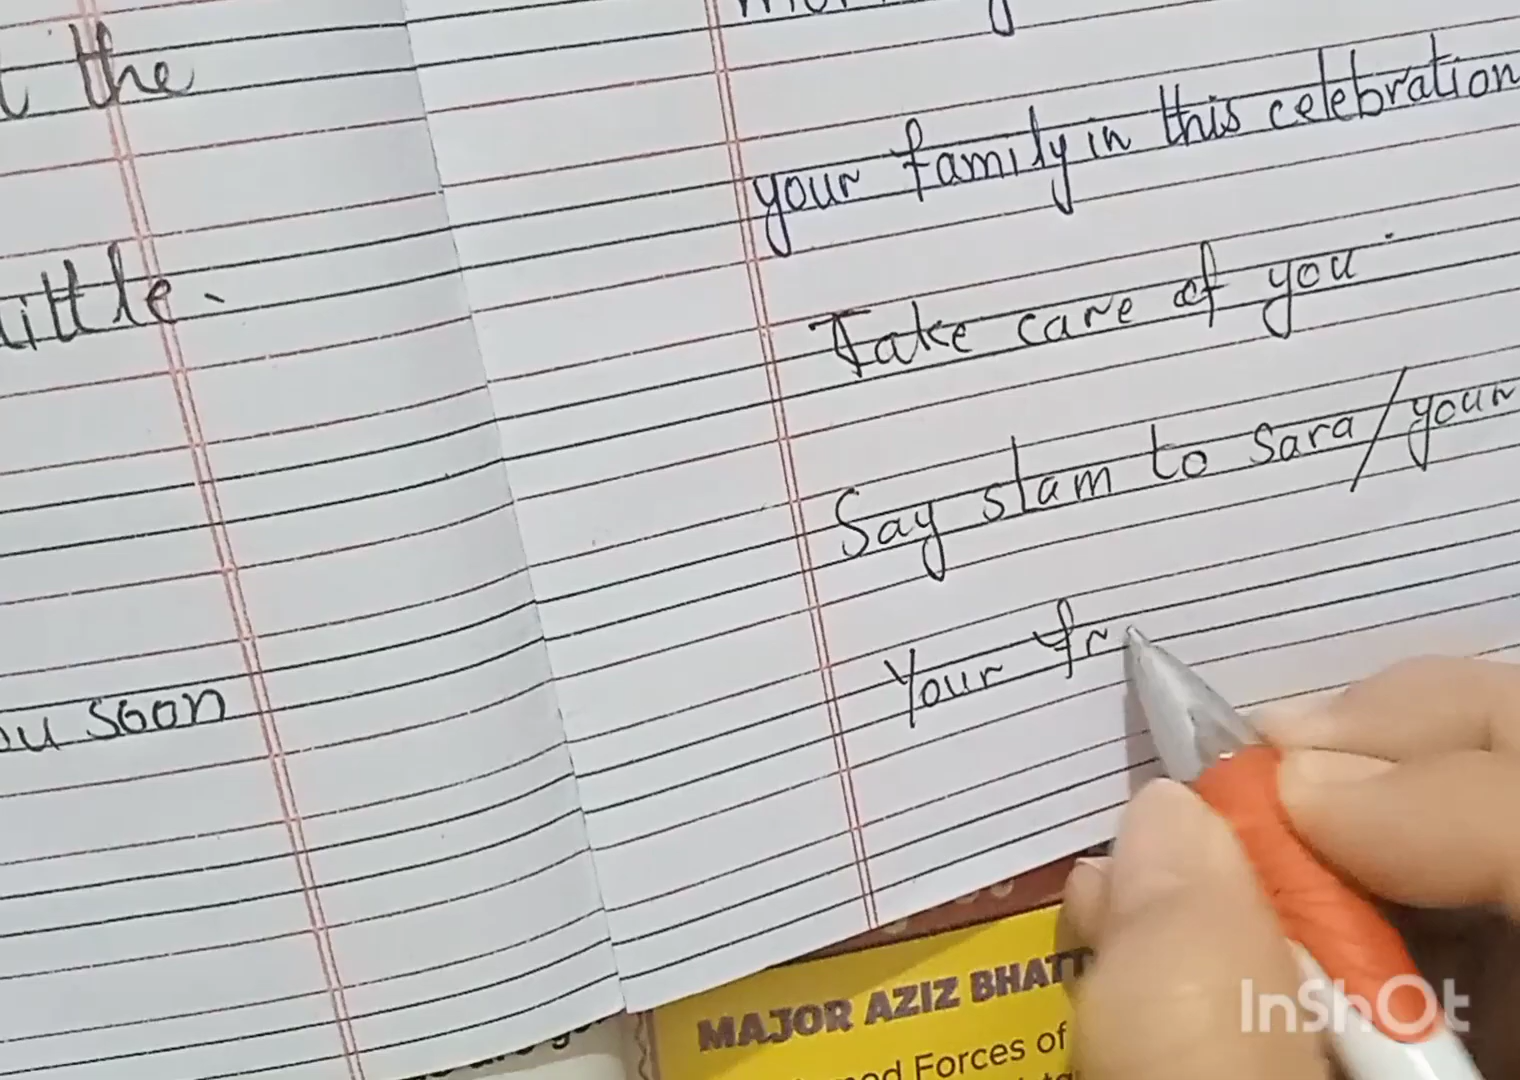 the
little.
soon
your family in this celebration
Take care of you
Say slam to Sara/your
Your fr
MAJOR AZIZ BHATT
Forces of
InShOt